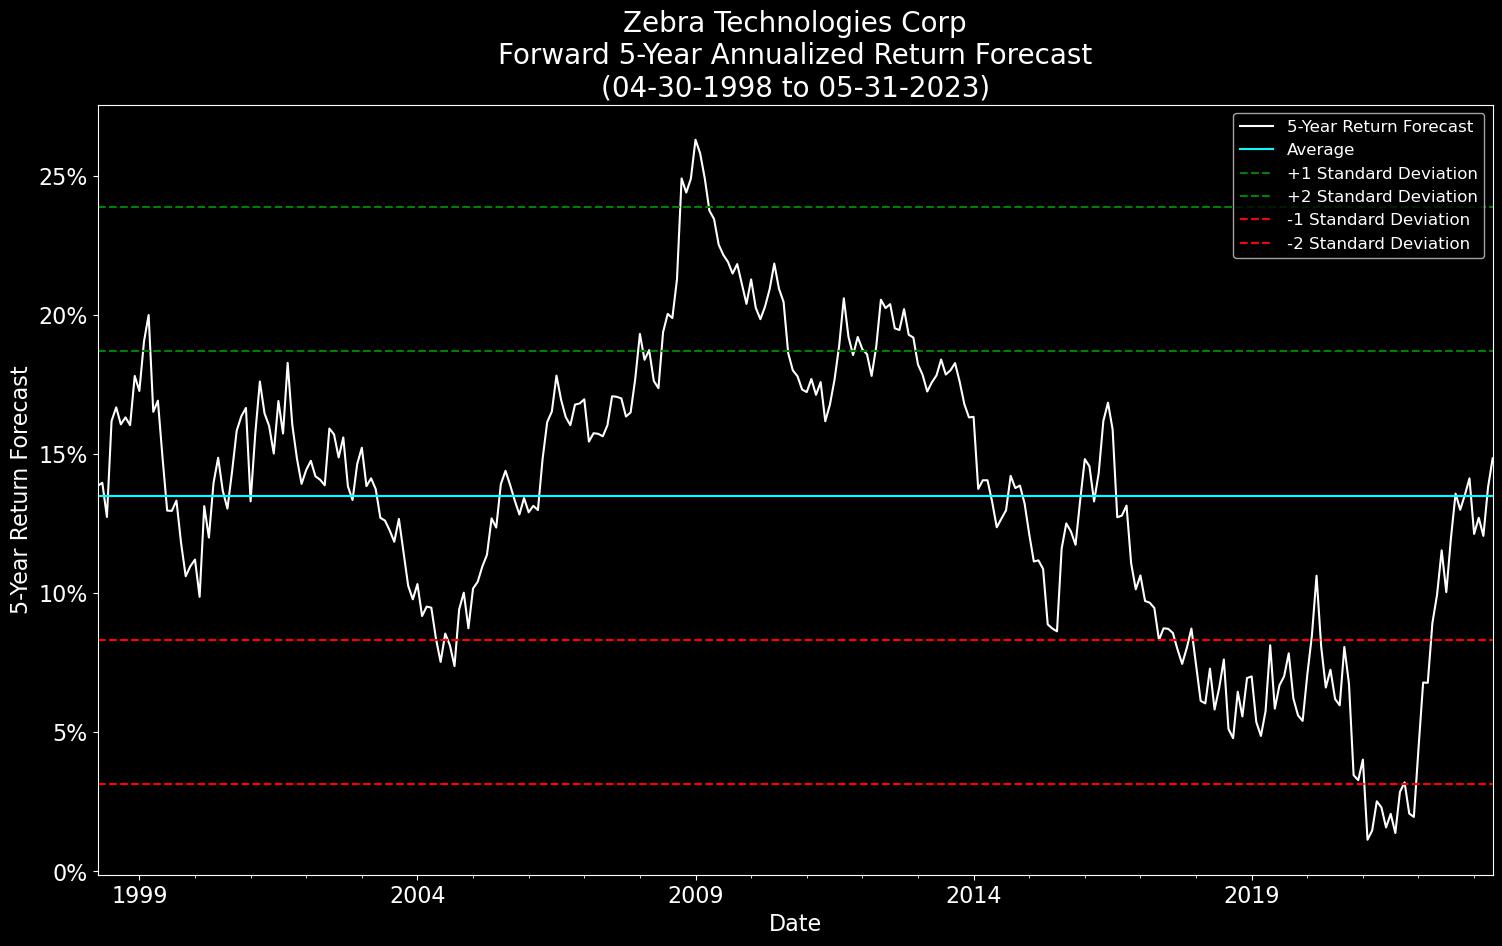 Zebra Technologies Corp
Forward 5-Year Annualized Return Forecast
(04-30-1998 to 05-31-2023)
5-Year Return Forecast
Average
+1 Standard Deviation
+2 Standard Deviation
-1 Standard Deviation
-2 Standard Deviation
25%
20%
15%
10%
5%
0%
5-Year Return Forecast
1999 2004 2009 2014 2019
Date